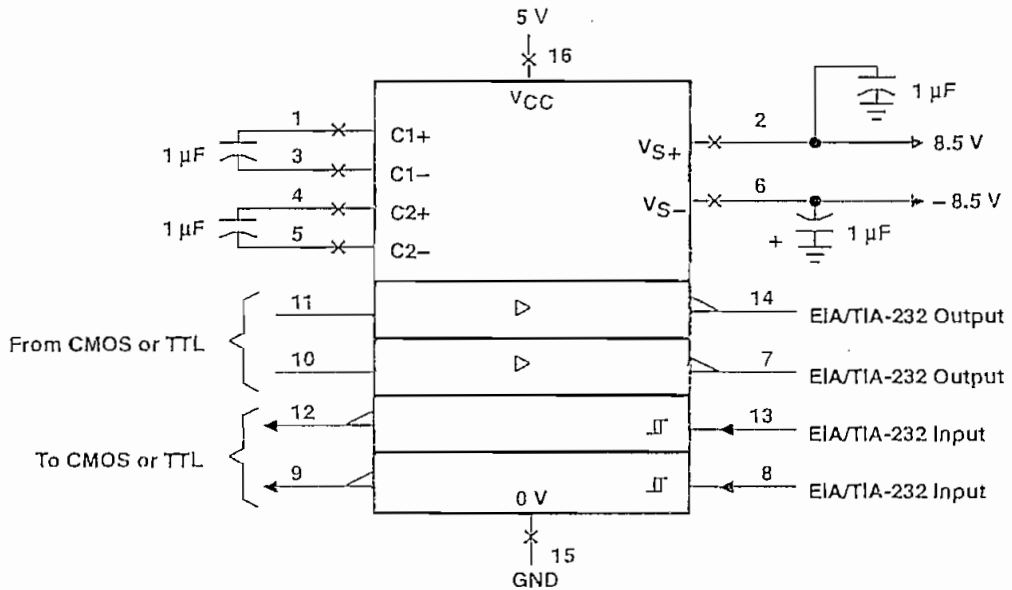 5 V
16
VCC
1
C1+
1 µF
3
C1–
4
C2+
1 µF
5
C2–
1 µF
2
VS+
8.5 V
6
VS–
– 8.5 V
+
1 µF
11
14
EIA/TIA-232 Output
From CMOS or TTL
10
7
EIA/TIA-232 Output
12
13
EIA/TIA-232 Input
To CMOS or TTL
9
8
EIA/TIA-232 Input
0 V
15
GND